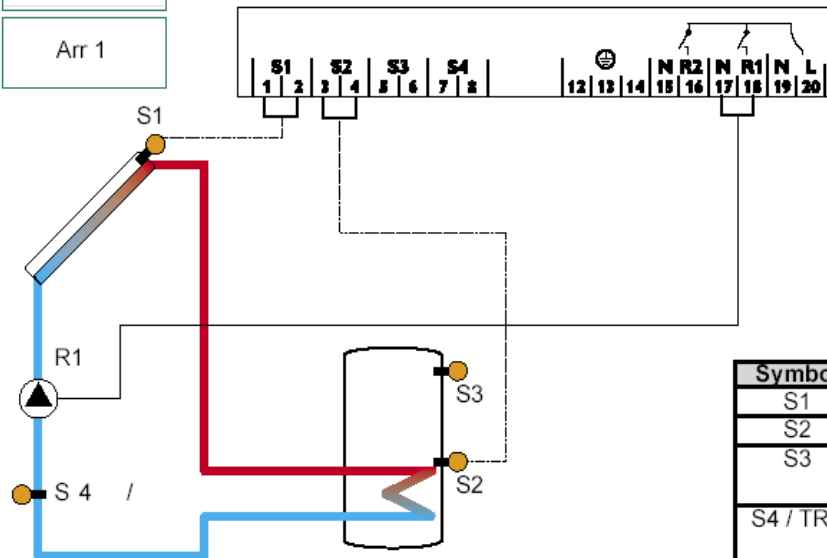 Arr 1
S1 S2 S3 S4 N R2 N R1 N L
1 2 3 4 5 6 7 8 12 13 14 15 16 17 18 19 20
S1
R1
S3
S2
S 4 /
Symbo
S1
S2
S3
S4 / TR